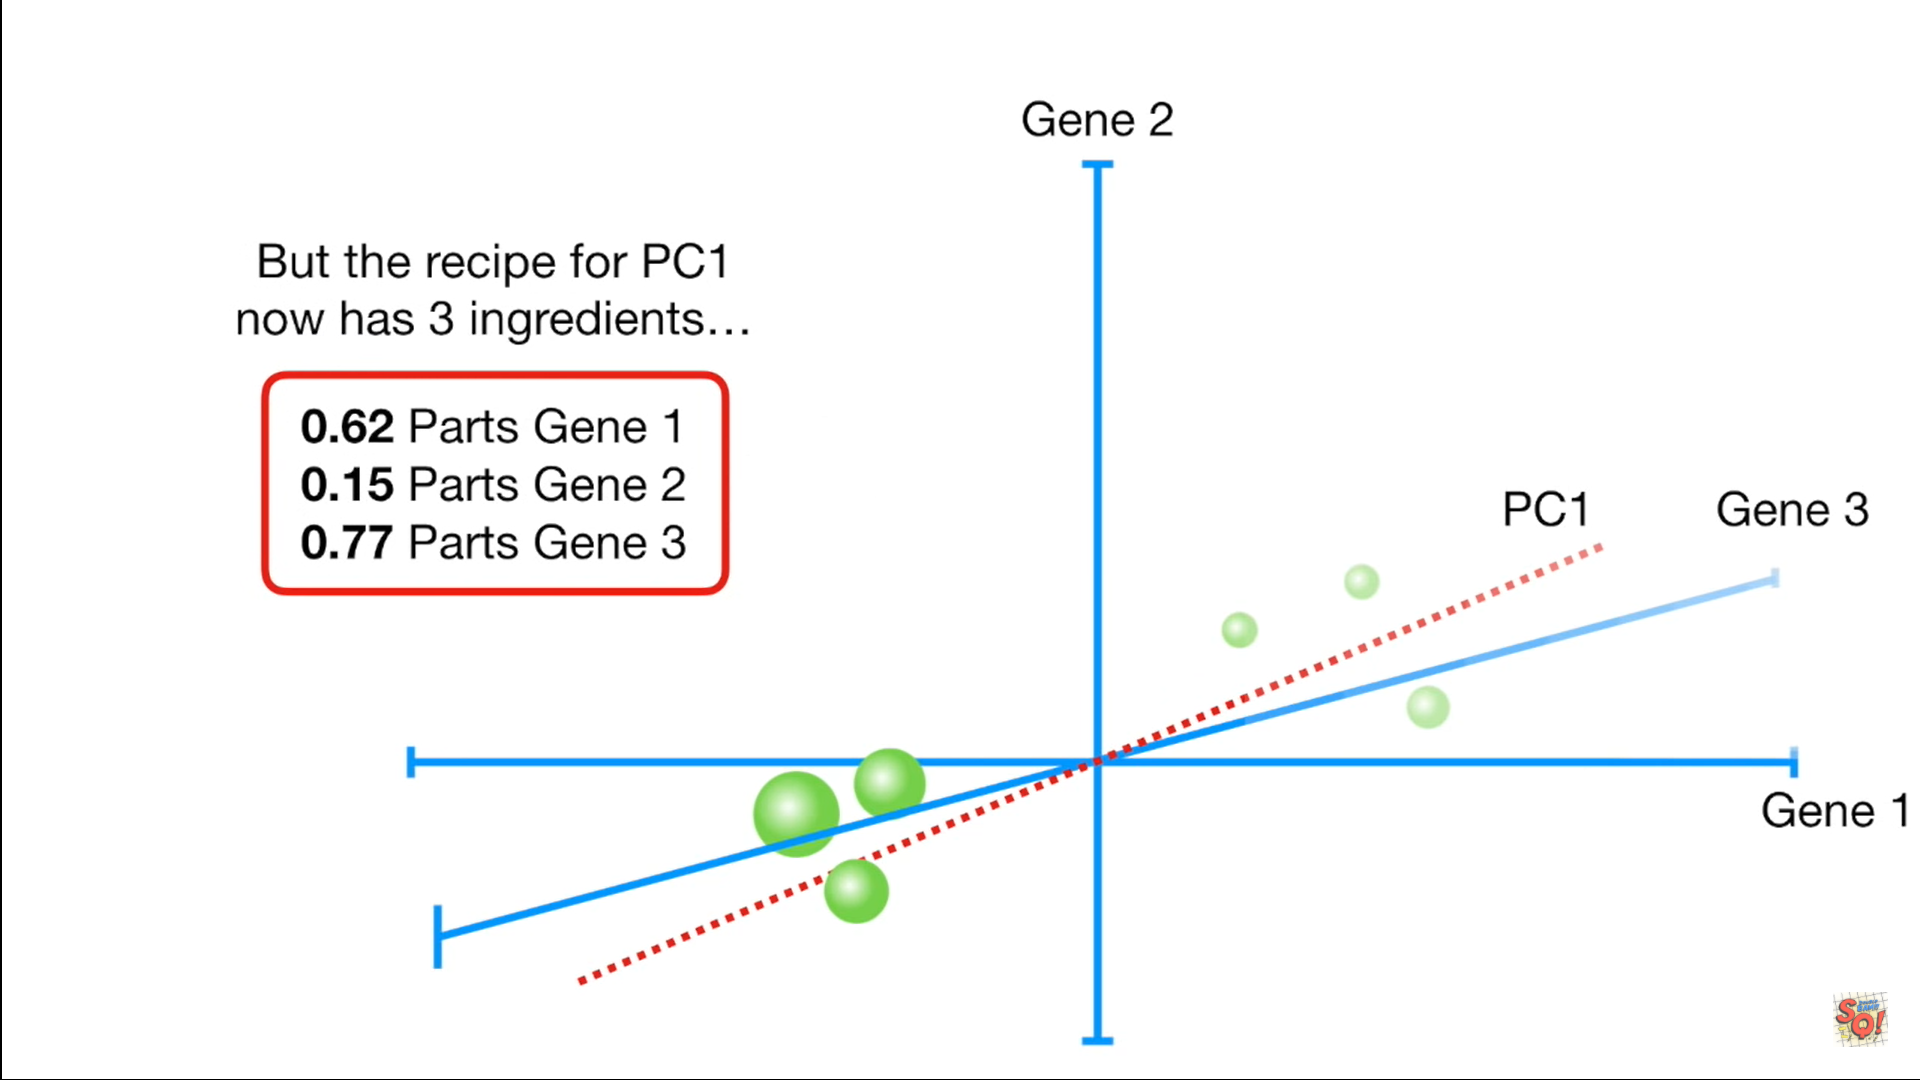 Gene 2
But the recipe for PC1
now has 3 ingredients…
0.62 Parts Gene 1
0.15 Parts Gene 2
0.77 Parts Gene 3
PC1
Gene 3
Gene 1
SQ!